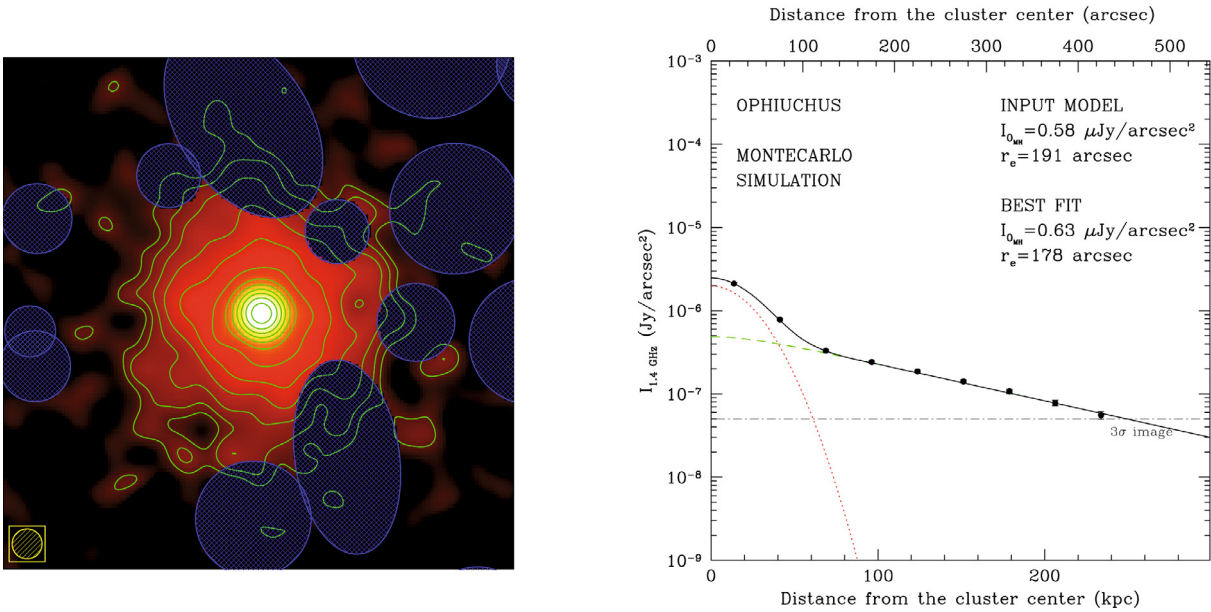 Distance from the cluster center (arcsec)
0 100 200 300 400 500
10⁻³
OPHIUCHUS
MONTECARLO
SIMULATION
INPUT MODEL
I₀MH=0.58 μJy/arcsec²
rₑ=191 arcsec
BEST FIT
I₀MH=0.63 μJy/arcsec²
rₑ=178 arcsec
10⁻⁴
10⁻⁵
10⁻⁶
10⁻⁷
10⁻⁸
10⁻⁹
I₁.₄ GHz (Jy/arcsec²)
3σ image
0 100 200
Distance from the cluster center (kpc)